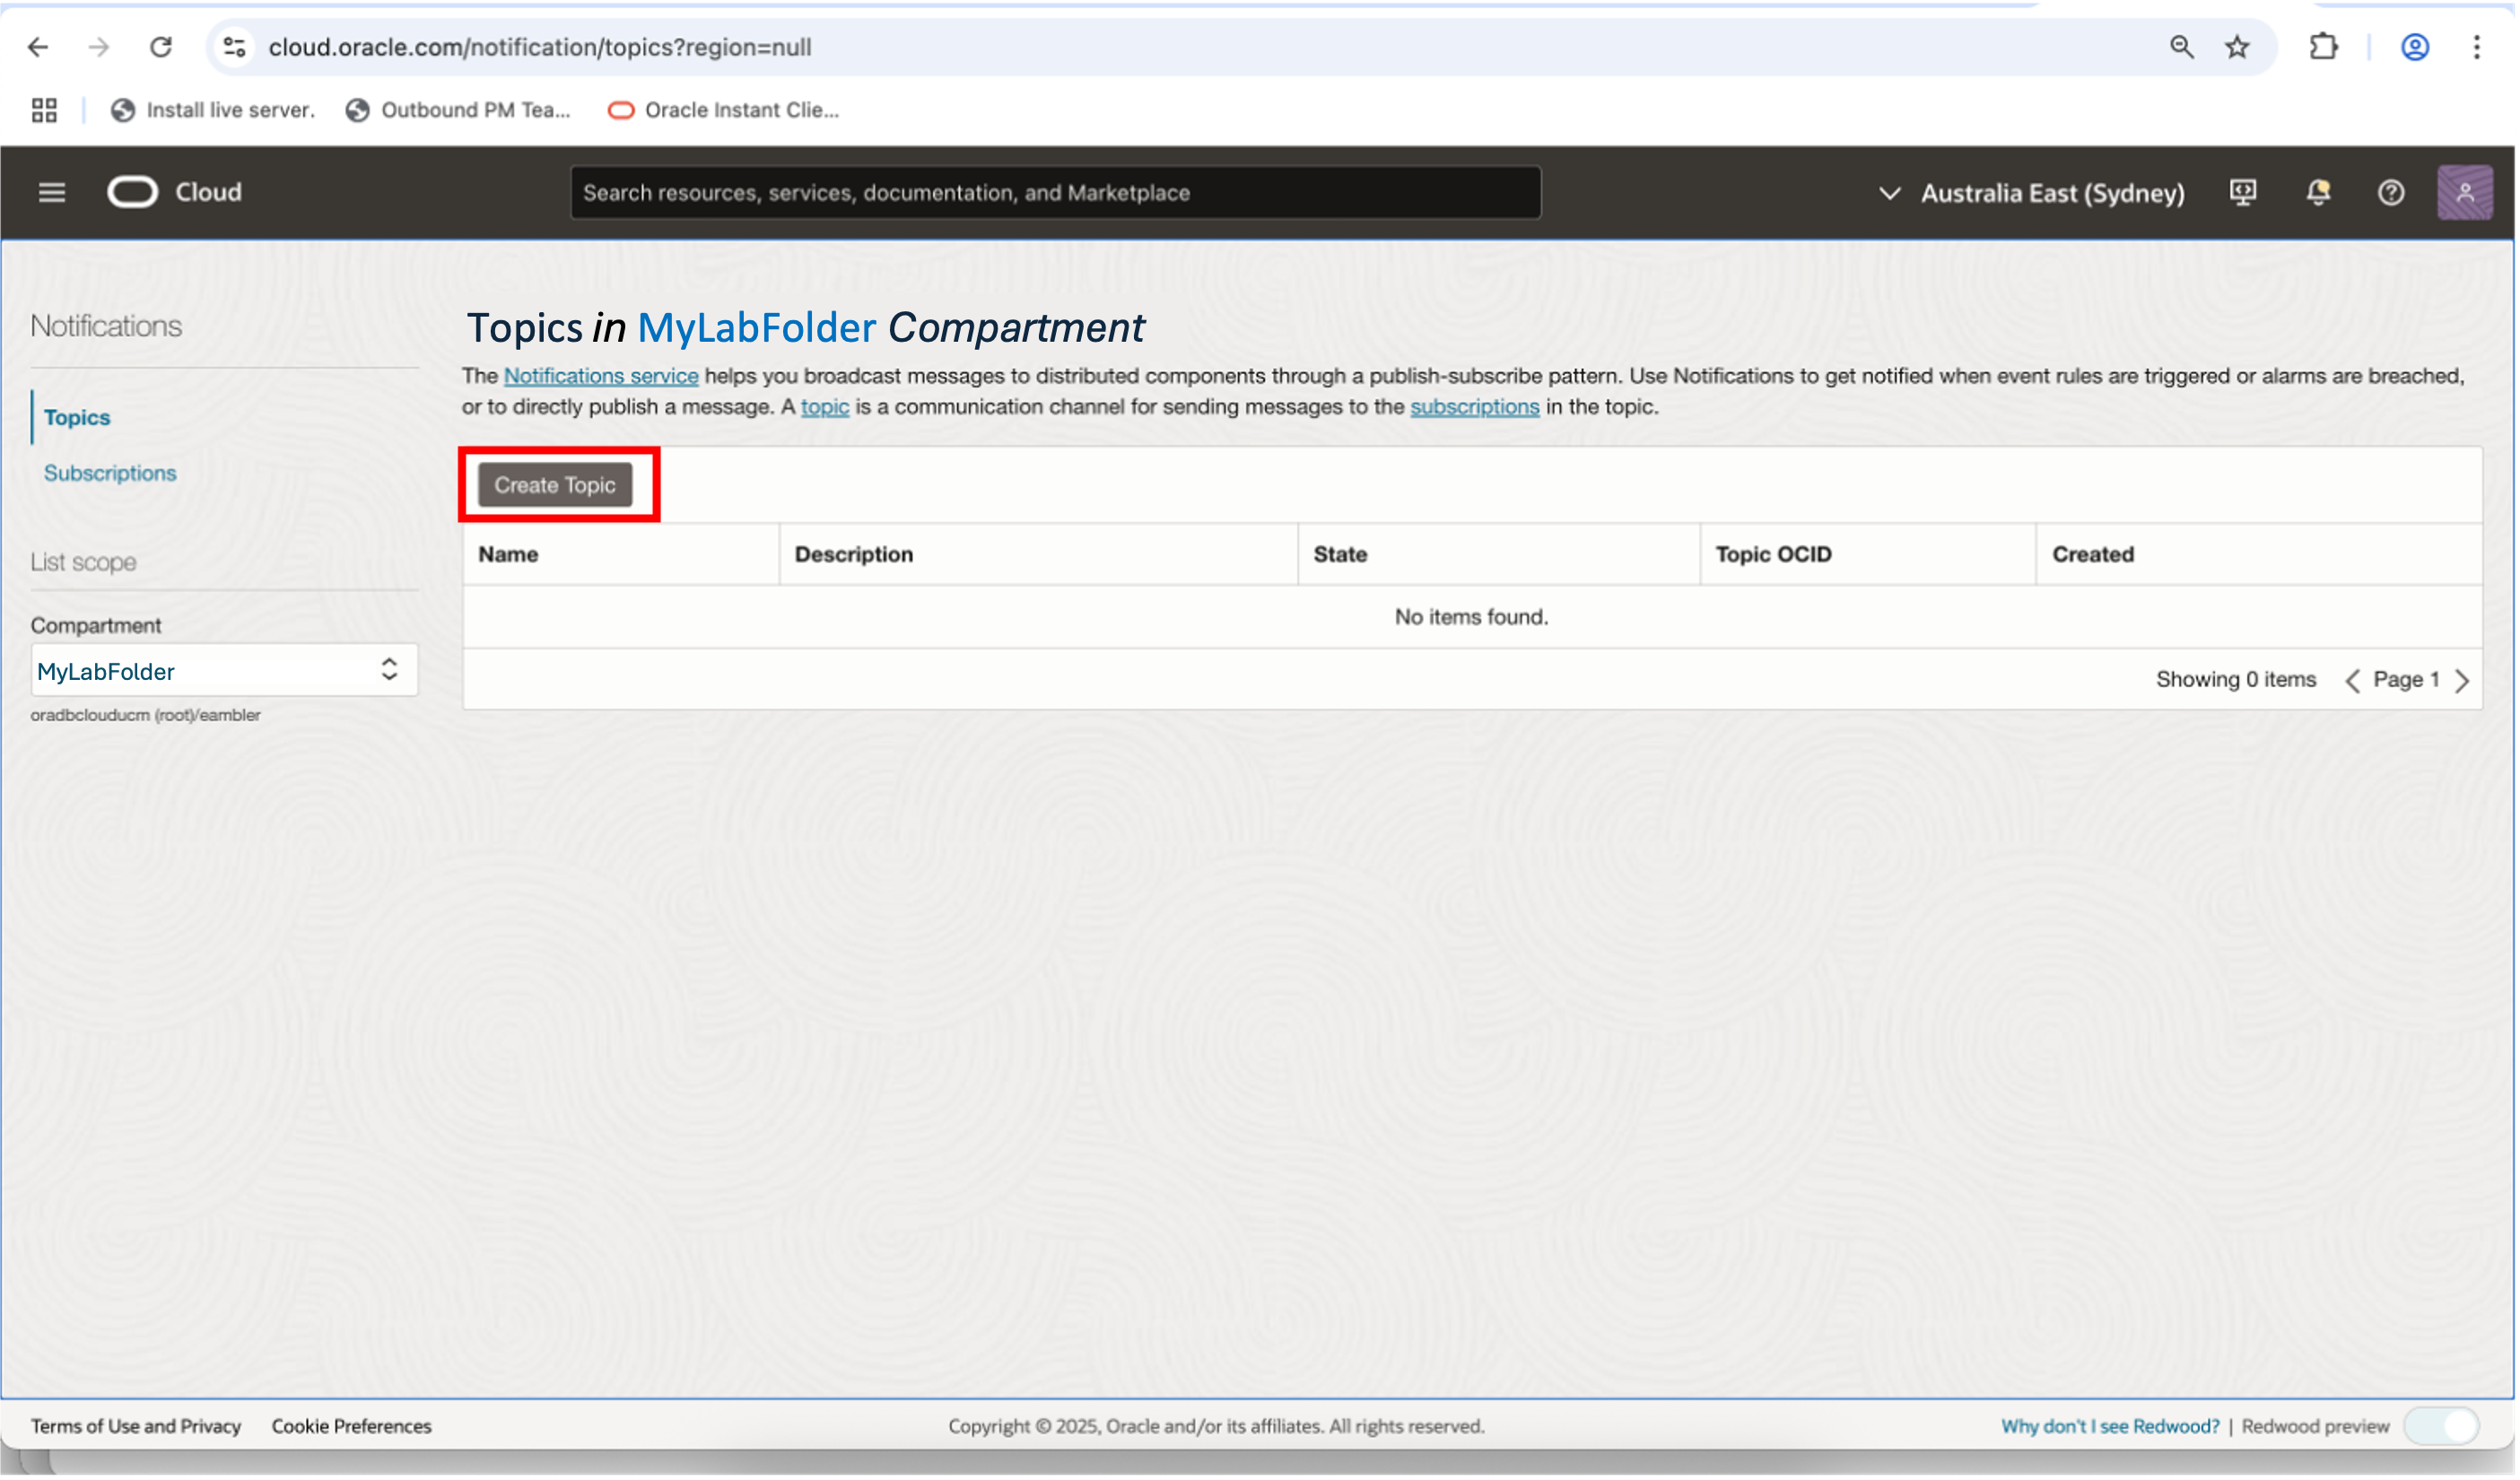 cloud.oracle.com/notification/topics?region=null
Install live server.
Outbound PM Tea...
Oracle Instant Clie...
Cloud
Search resources, services, documentation, and Marketplace
Australia East (Sydney)
Notifications
Topics
Subscriptions
List scope
Compartment
MyLabFolder
oradbclouducm (root)/eambler
Topics in MyLabFolder Compartment
The Notifications service helps you broadcast messages to distributed components through a publish-subscribe pattern. Use Notifications to get notified when event rules are triggered or alarms are breached,
or to directly publish a message. A topic is a communication channel for sending messages to the subscriptions in the topic.
Create Topic
Name Description State Topic OCID Created
No items found.
Showing 0 items Page 1
Terms of Use and Privacy Cookie Preferences
Copyright © 2025, Oracle and/or its affiliates. All rights reserved.
Why don't I see Redwood? | Redwood preview